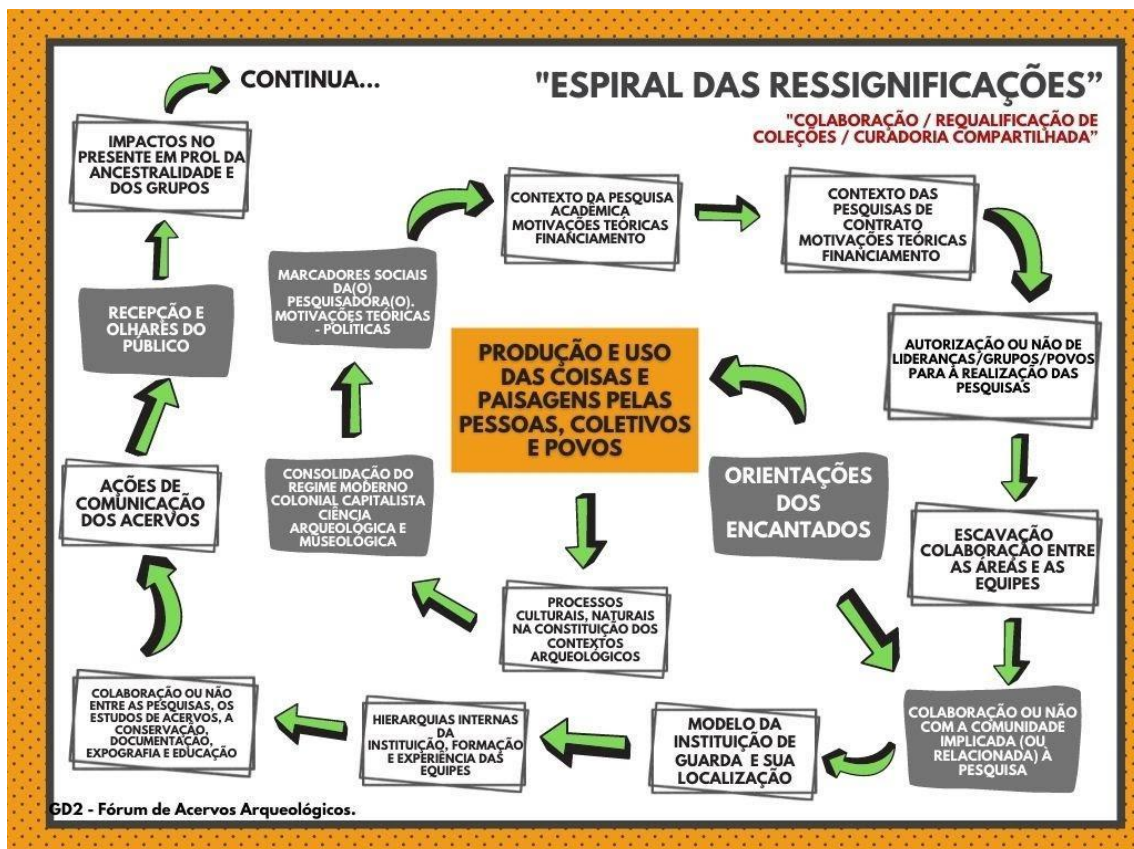 CONTINUA...
"ESPIRAL DAS RESSIGNIFICAÇÕES”
"COLABORAÇÃO / REQUALIFICAÇÃO DE
COLEÇÕES / CURADORIA COMPARTILHADA”
PRODUÇÃO E USO
DAS COISAS E
PAISAGENS PELAS
PESSOAS, COLETIVOS
E POVOS
PROCESSOS
CULTURAIS, NATURAIS
NA CONSTITUIÇÃO DOS
CONTEXTOS
ARQUEOLÓGICOS
CONSOLIDAÇÃO DO
REGIME MODERNO
COLONIAL CAPITALISTA
CIÊNCIA
ARQUEOLÓGICA E
MUSEOLÓGICA
MARCADORES SOCIAIS
DA(O)
PESQUISADORA(O).
MOTIVAÇÕES TEÓRICAS
- POLÍTICAS
CONTEXTO DA PESQUISA
ACADÊMICA
MOTIVAÇÕES TEÓRICAS
FINANCIAMENTO
CONTEXTO DAS
PESQUISAS DE
CONTRATO
MOTIVAÇÕES TEÓRICAS
FINANCIAMENTO
AUTORIZAÇÃO OU NÃO DE
LIDERANÇAS/GRUPOS/POVOS
PARA A REALIZAÇÃO DAS
PESQUISAS
ESCAVAÇÃO
COLABORAÇÃO ENTRE
AS ÁREAS E AS
EQUIPES
ORIENTAÇÕES
DOS
ENCANTADOS
COLABORAÇÃO OU NÃO
COM A COMUNIDADE
IMPLICADA (OU
RELACIONADA) À
PESQUISA
MODELO DA
INSTITUIÇÃO DE
GUARDA E SUA
LOCALIZAÇÃO
HIERARQUIAS INTERNAS
DA
INSTITUIÇÃO, FORMAÇÃO
E EXPERIÊNCIA DAS
EQUIPES
COLABORAÇÃO OU NÃO
ENTRE AS PESQUISAS, OS
ESTUDOS DE ACERVOS, A
CONSERVAÇÃO,
DOCUMENTAÇÃO,
EXPOGRAFIA E EDUCAÇÃO
AÇÕES DE
COMUNICAÇÃO
DOS ACERVOS
RECEPÇÃO E
OLHARES DO
PÚBLICO
IMPACTOS NO
PRESENTE EM PROL DA
ANCESTRALIDADE E
DOS GRUPOS
GD2 - Fórum de Acervos Arqueológicos.